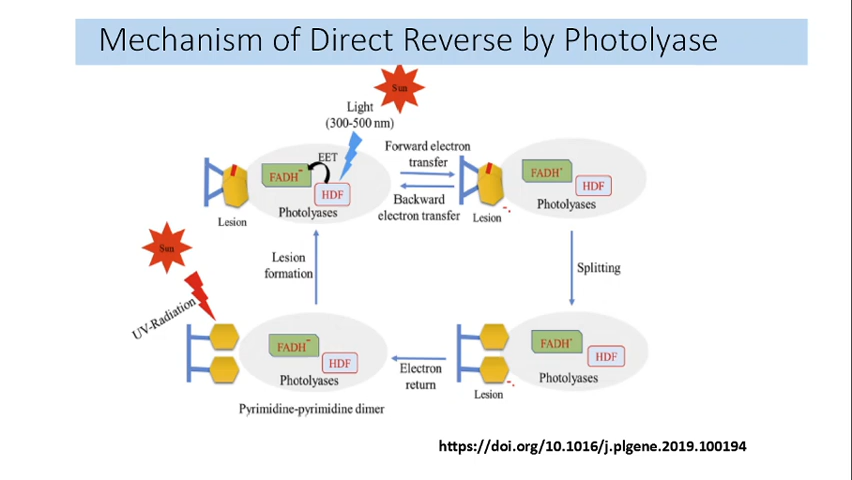 Mechanism of Direct Reverse by Photolyase
Sun
Light
(300-500 nm)
EET
FADH⁻
HDF
Photolyases
Lesion
Forward electron
transfer
Backward
electron transfer
FADH·
HDF
Photolyases
Lesion
-.
Sun
UV-Radiation
Lesion
formation
Splitting
FADH⁻
HDF
Photolyases
Pyrimidine-pyrimidine dimer
Electron
return
FADH·
HDF
Photolyases
Lesion
-.
https://doi.org/10.1016/j.plgene.2019.100194